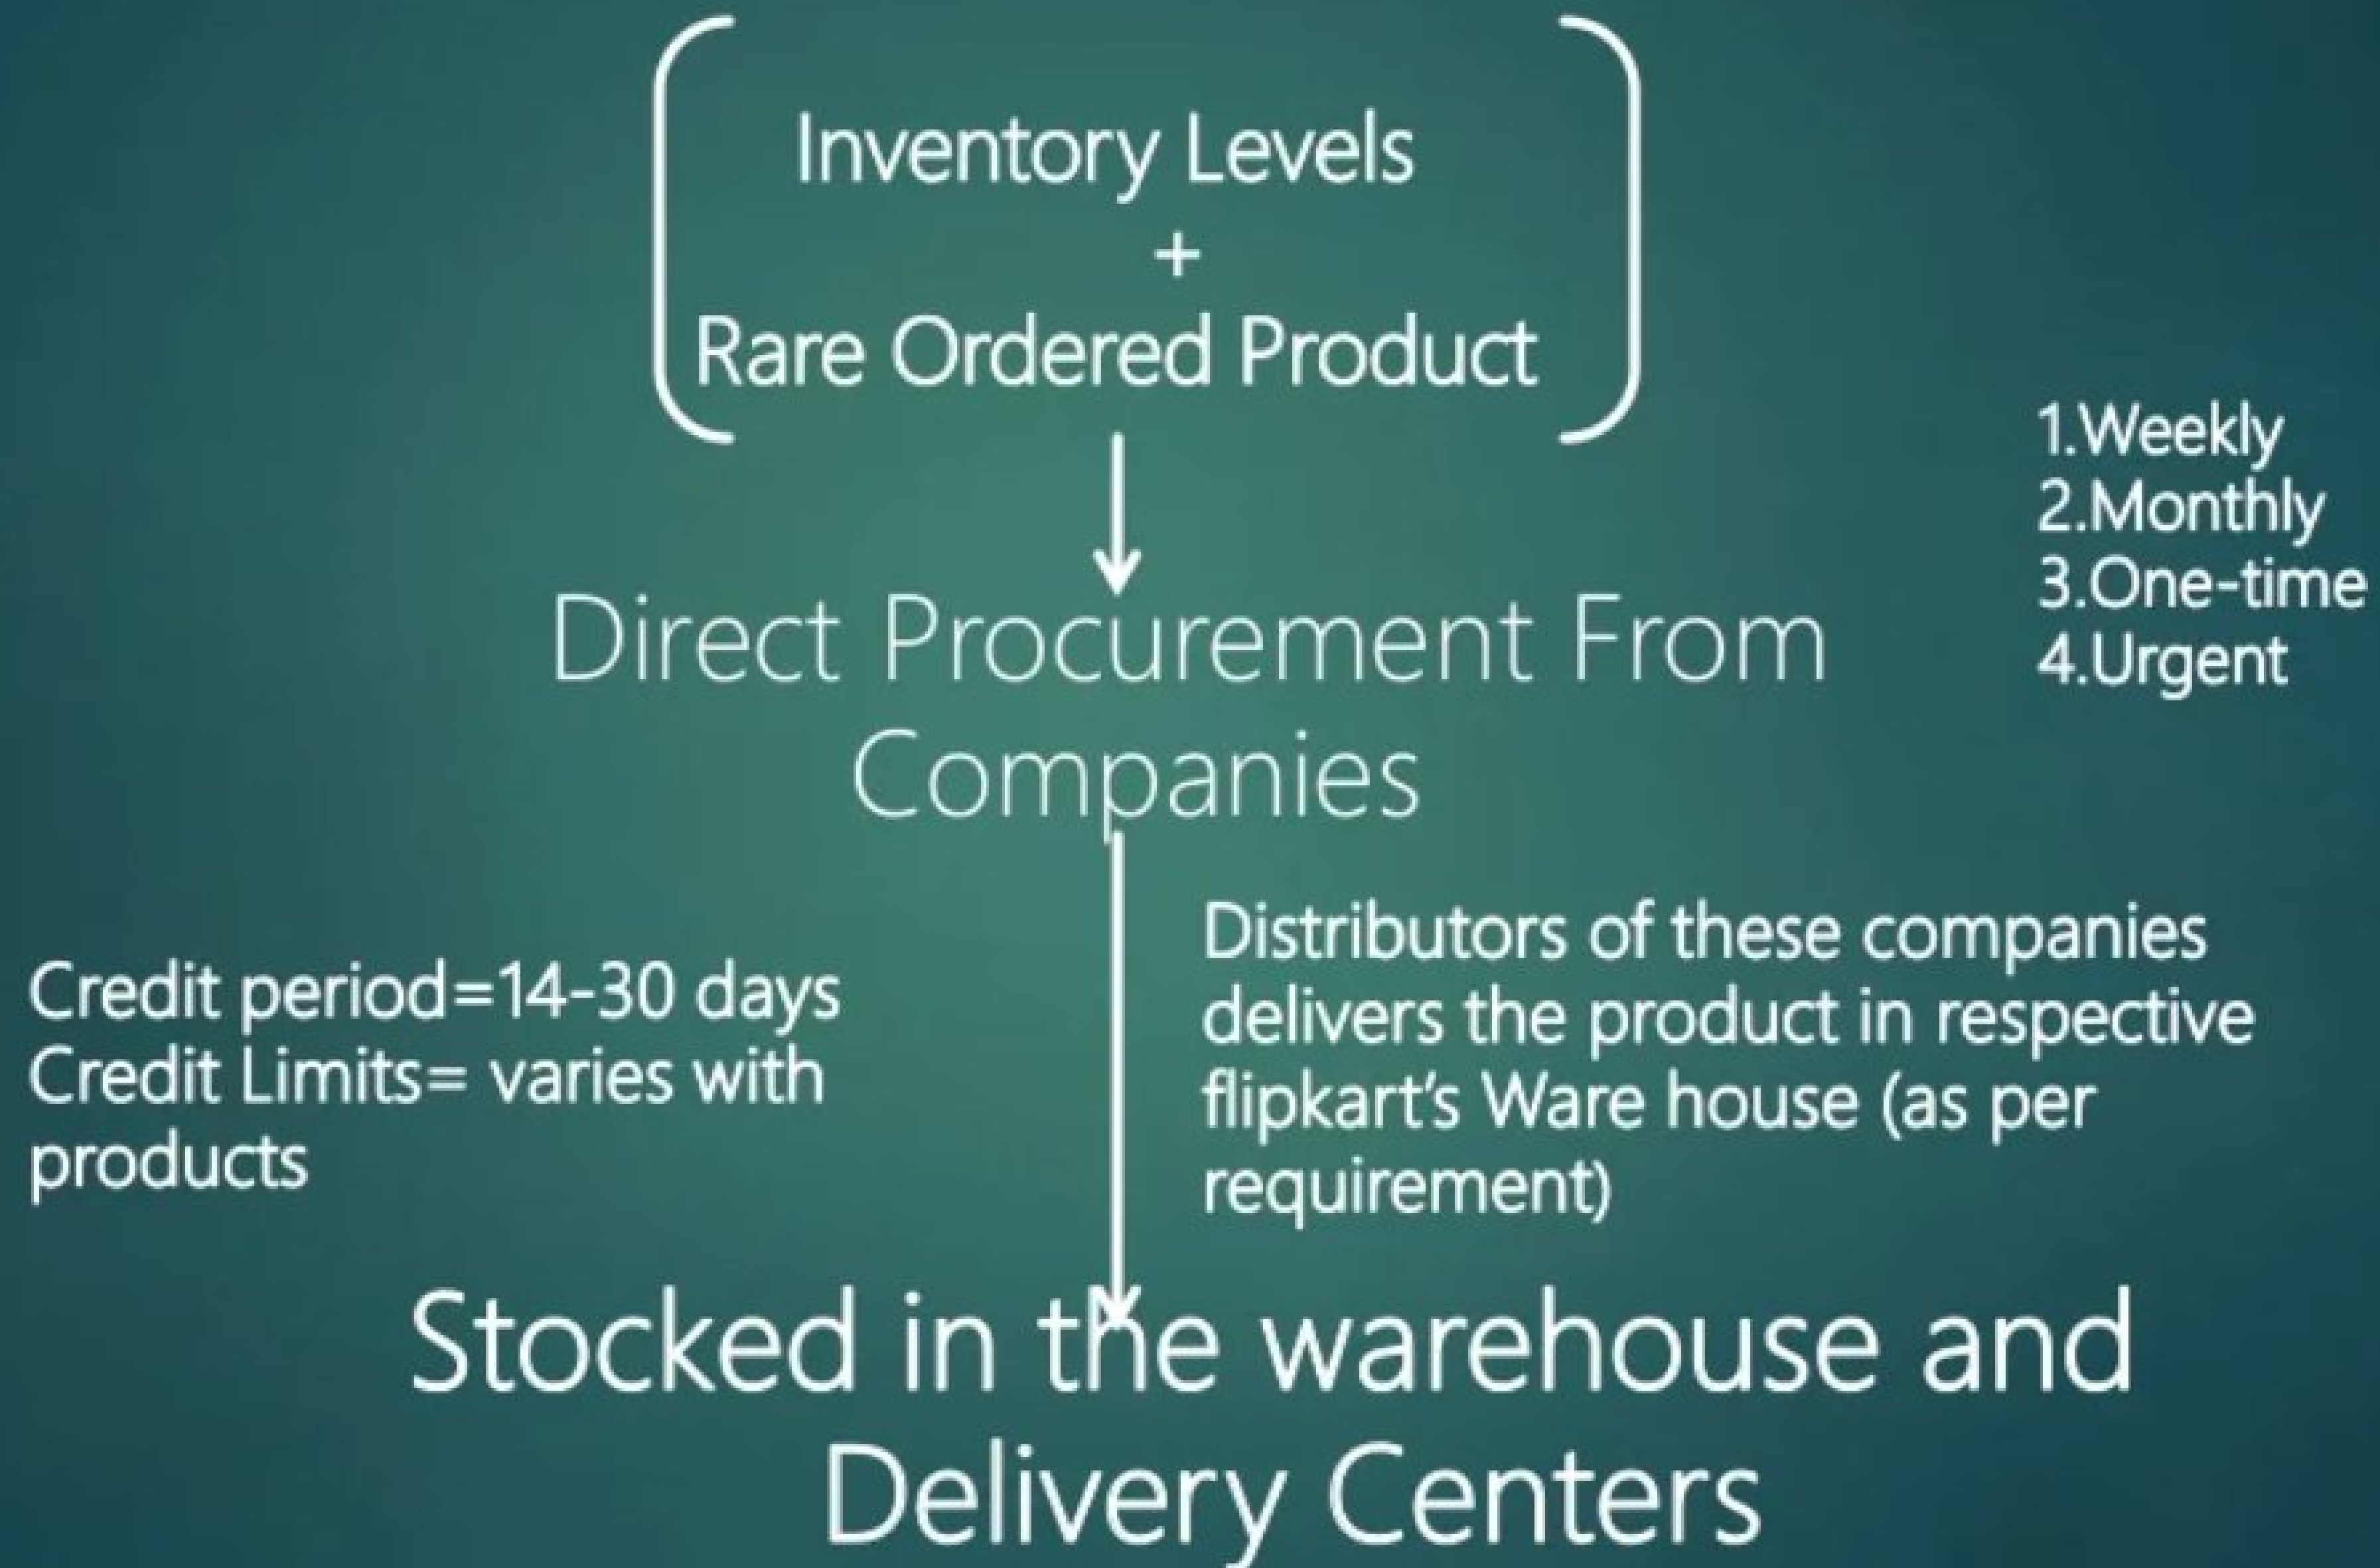 Inventory Levels
+
Rare Ordered Product
1.Weekly
2.Monthly
3.One-time
4.Urgent
Direct Procurement From
Companies
Credit period=14-30 days
Credit Limits= varies with
products
Distributors of these companies
delivers the product in respective
flipkart's Ware house (as per
requirement)
Stocked in the warehouse and
Delivery Centers